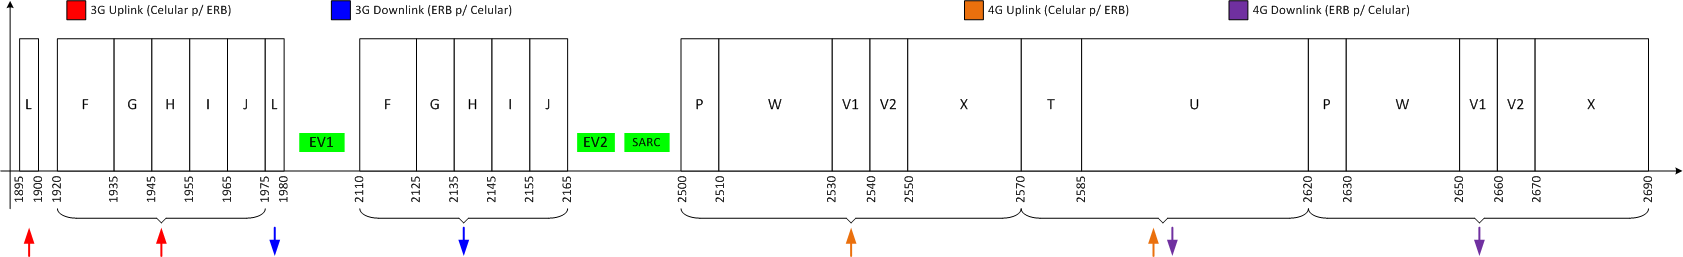 3G Uplink (Celular p/ ERB) 3G Downlink (ERB p/ Celular) 4G Uplink (Celular p/ ERB) 4G Downlink (ERB p/ Celular)
L F G H I J L F G H I J P W V1 V2 X T U P W V1 V2 X
EV1 EV2 SARC
1895 1900 1920 1935 1945 1955 1965 1975 1980 2110 2125 2135 2145 2155 2165 2500 2510 2530 2540 2550 2570 2585 2620 2630 2650 2660 2670 2690